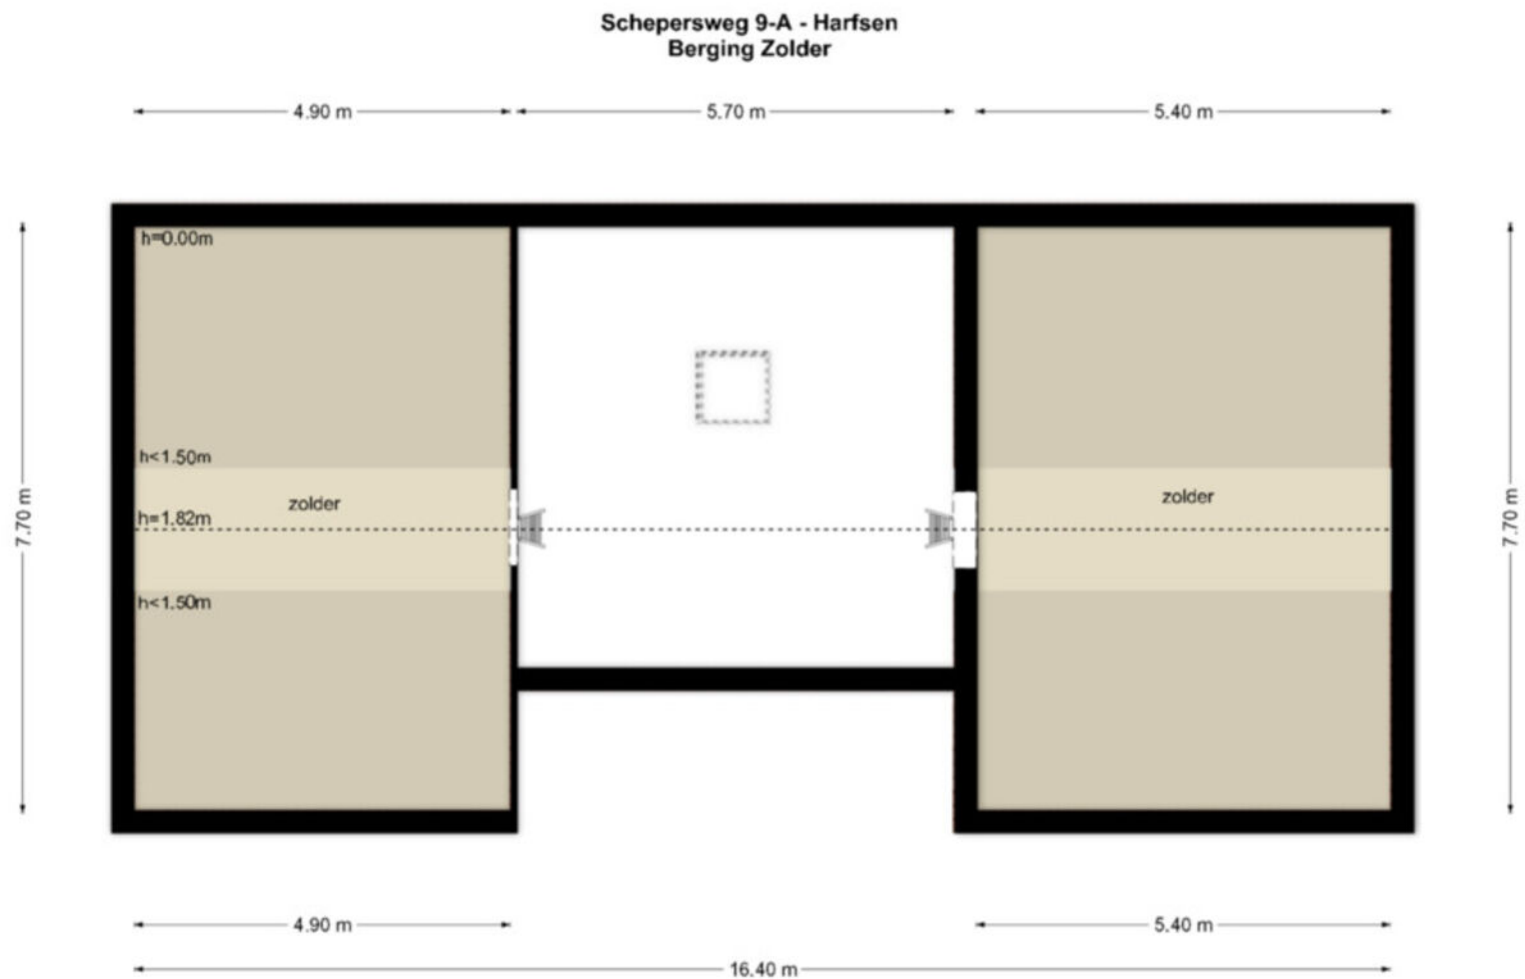 Schepersweg 9-A - Harfsen
Berging Zolder
4.90 m
5.70 m
5.40 m
h=0.00m
h<1.50m
zolder
zolder
h=1.82m
7.70 m
7.70 m
h<1.50m
4.90 m
5.40 m
16.40 m